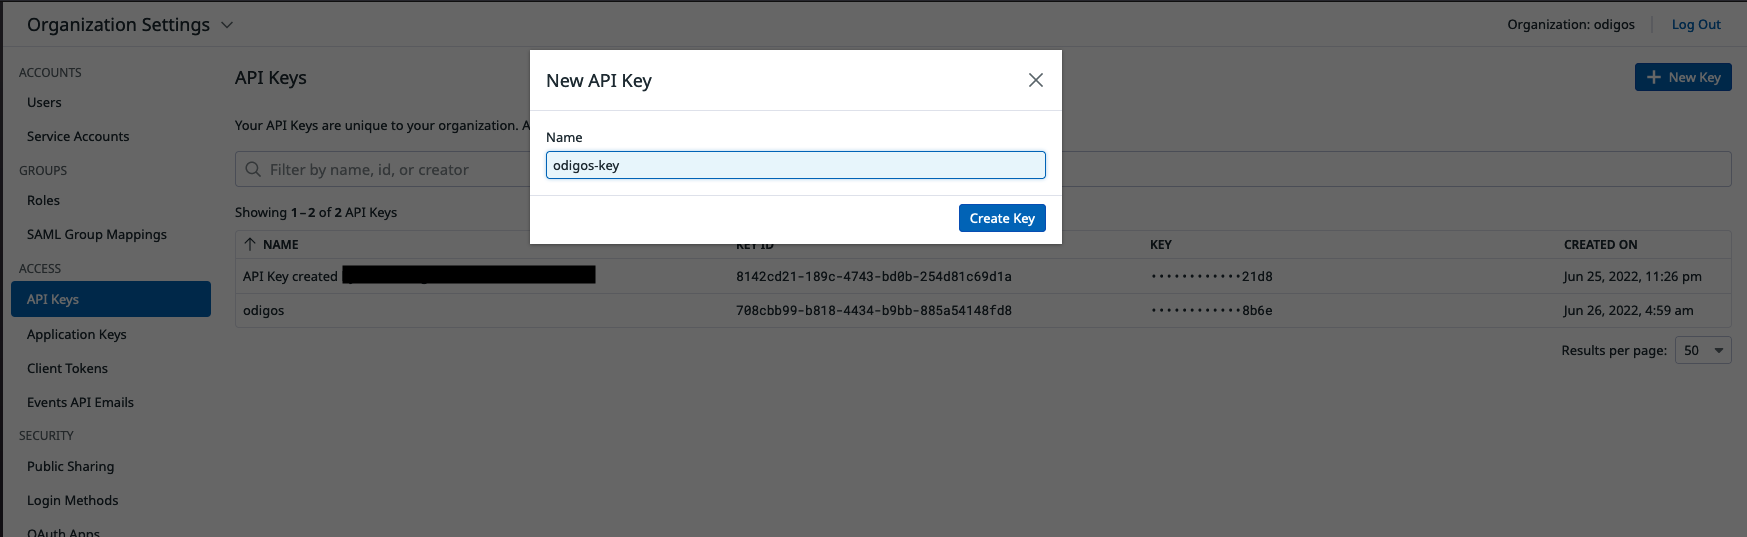 Organization Settings
Organization: odigos
Log Out
ACCOUNTS
Users
Service Accounts
GROUPS
Roles
SAML Group Mappings
ACCESS
API Keys
Application Keys
Client Tokens
Events API Emails
SECURITY
Public Sharing
Login Methods
OAuth Apps
API Keys
New Key
Your API Keys are unique to your organization.
Filter by name, id, or creator
Showing 1–2 of 2 API Keys
NAME KEY ID KEY CREATED ON
API Key created 8142cd21-189c-4743-bd0b-254d81c69d1a ••••••••••••21d8 Jun 25, 2022, 11:26 pm
odigos 708cbb99-b818-4434-b9bb-885a54148fd8 ••••••••••••8b6e Jun 26, 2022, 4:59 am
Results per page: 50
New API Key
Name
odigos-key
Create Key